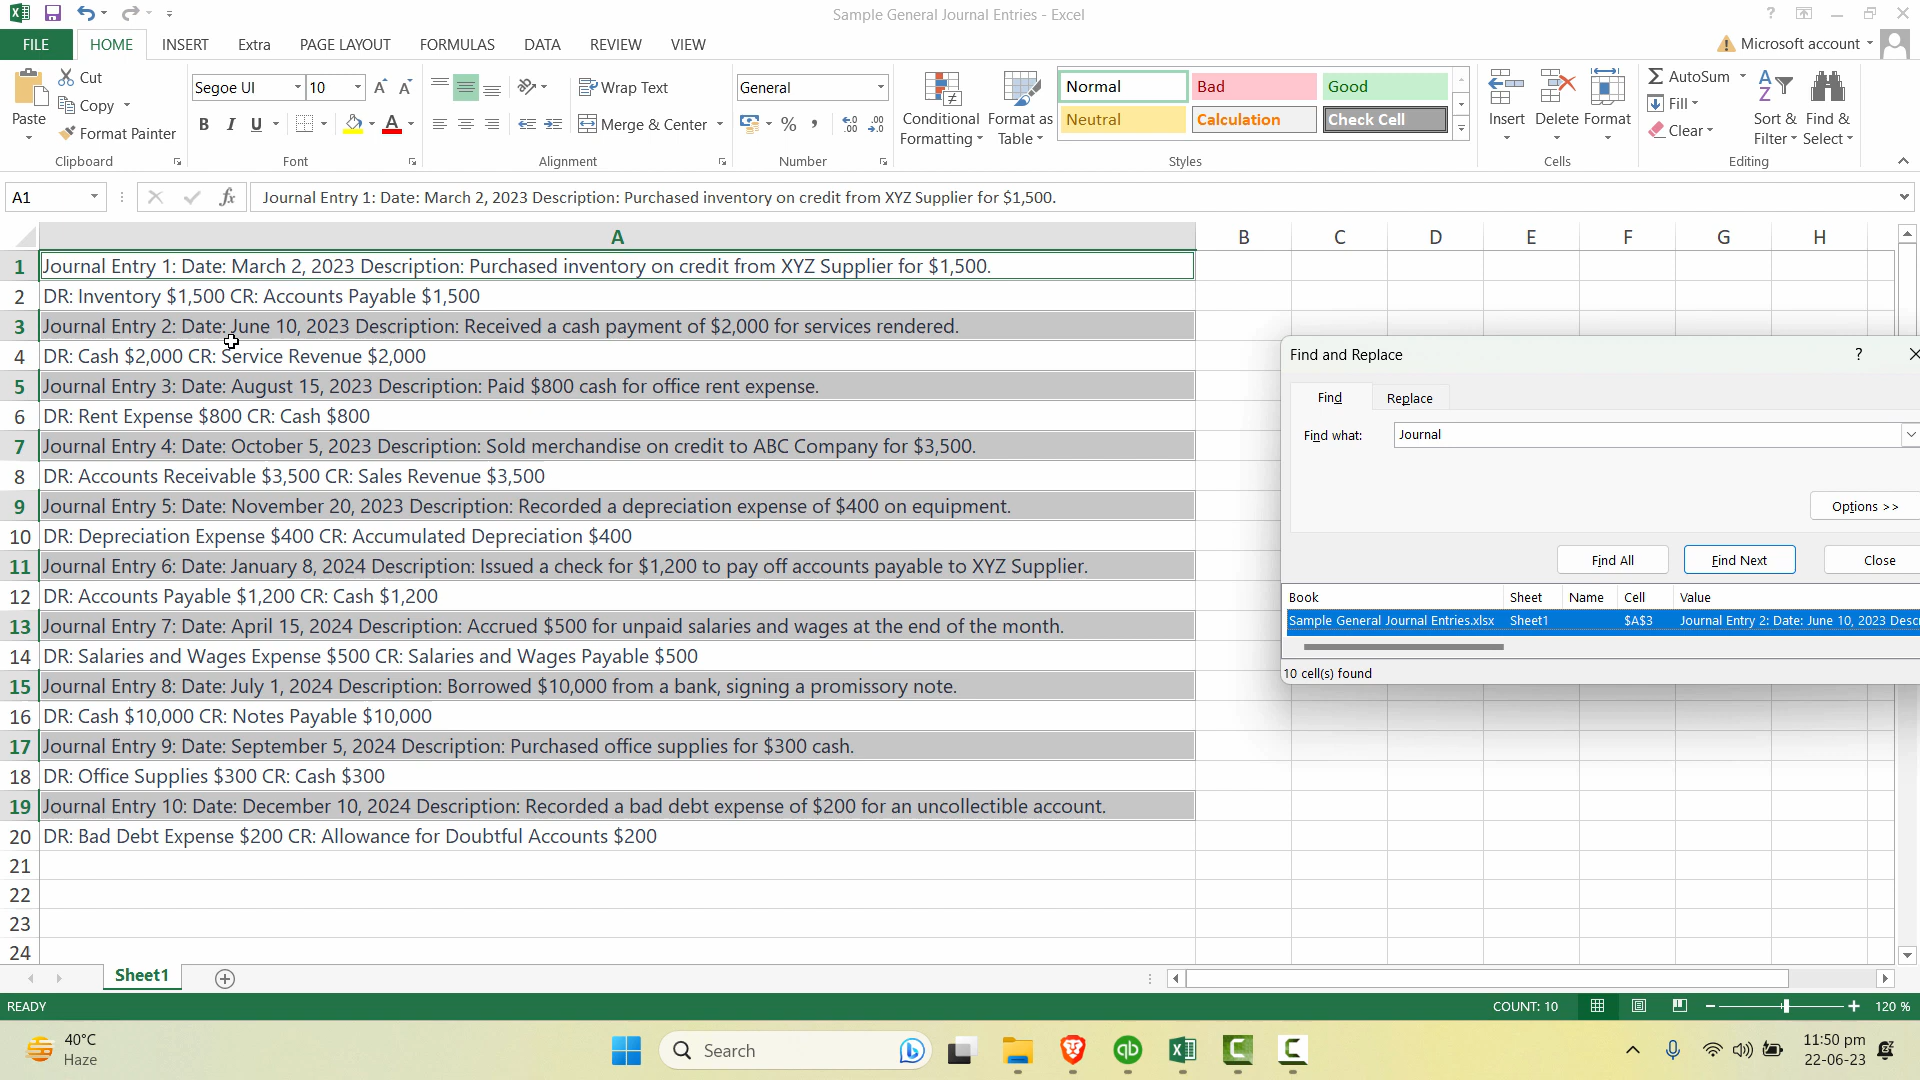 Sample General Journal Entries - Excel
?
FILE HOME INSERT Extra PAGE LAYOUT FORMULAS DATA REVIEW VIEW Microsoft account
Paste Cut Copy Format Painter Clipboard
Segoe UI 10 A A B I U A Font
Wrap Text Merge & Center Alignment
General % , Number
Conditional Formatting Format as Table
Normal Bad Good
Neutral Calculation Check Cell
Styles
Insert Delete Format Cells
AutoSum Fill Clear Sort & Filter Find & Select Editing
A1 fx Journal Entry 1: Date: March 2, 2023 Description: Purchased inventory on credit from XYZ Supplier for $1,500.
A B C D E F G H
1 Journal Entry 1: Date: March 2, 2023 Description: Purchased inventory on credit from XYZ Supplier for $1,500.
2 DR: Inventory $1,500 CR: Accounts Payable $1,500
3 Journal Entry 2: Date: June 10, 2023 Description: Received a cash payment of $2,000 for services rendered.
4 DR: Cash $2,000 CR: Service Revenue $2,000
5 Journal Entry 3: Date: August 15, 2023 Description: Paid $800 cash for office rent expense.
6 DR: Rent Expense $800 CR: Cash $800
7 Journal Entry 4: Date: October 5, 2023 Description: Sold merchandise on credit to ABC Company for $3,500.
8 DR: Accounts Receivable $3,500 CR: Sales Revenue $3,500
9 Journal Entry 5: Date: November 20, 2023 Description: Recorded a depreciation expense of $400 on equipment.
10 DR: Depreciation Expense $400 CR: Accumulated Depreciation $400
11 Journal Entry 6: Date: January 8, 2024 Description: Issued a check for $1,200 to pay off accounts payable to XYZ Supplier.
12 DR: Accounts Payable $1,200 CR: Cash $1,200
13 Journal Entry 7: Date: April 15, 2024 Description: Accrued $500 for unpaid salaries and wages at the end of the month.
14 DR: Salaries and Wages Expense $500 CR: Salaries and Wages Payable $500
15 Journal Entry 8: Date: July 1, 2024 Description: Borrowed $10,000 from a bank, signing a promissory note.
16 DR: Cash $10,000 CR: Notes Payable $10,000
17 Journal Entry 9: Date: September 5, 2024 Description: Purchased office supplies for $300 cash.
18 DR: Office Supplies $300 CR: Cash $300
19 Journal Entry 10: Date: December 10, 2024 Description: Recorded a bad debt expense of $200 for an uncollectible account.
20 DR: Bad Debt Expense $200 CR: Allowance for Doubtful Accounts $200
21
22
23
24
Find and Replace ?
Find Replace
Find what: Journal
Options >>
Find All Find Next Close
Book Sheet Name Cell Value
Sample General Journal Entries.xlsx Sheet1 $A$3 Journal Entry 2: Date: June 10, 2023 Descr
10 cell(s) found
Sheet1
READY COUNT: 10 120 %
40°C
Haze
Search
11:50 pm
22-06-23